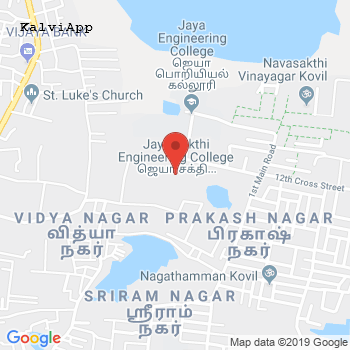 KalviApp
VIJAYA BANK
Jaya
Engineering
College
ஜெயா
பொறியியல்
கல்லூரி
Navasakthi
Vinayagar Kovil
St. Luke's Church
Engineering College
ஜெயசக்தி...
1st Main Road
12th Cross Street
VIDYA NAGAR
வித்யா
நகர்
PRAKASH NAGAR
பிரகாஷ்
நகர்
Nagathamman Kovil
SRIRAM NAGAR
ஸ்ரீராம்
நகர்
Google
Map data ©2019 Google